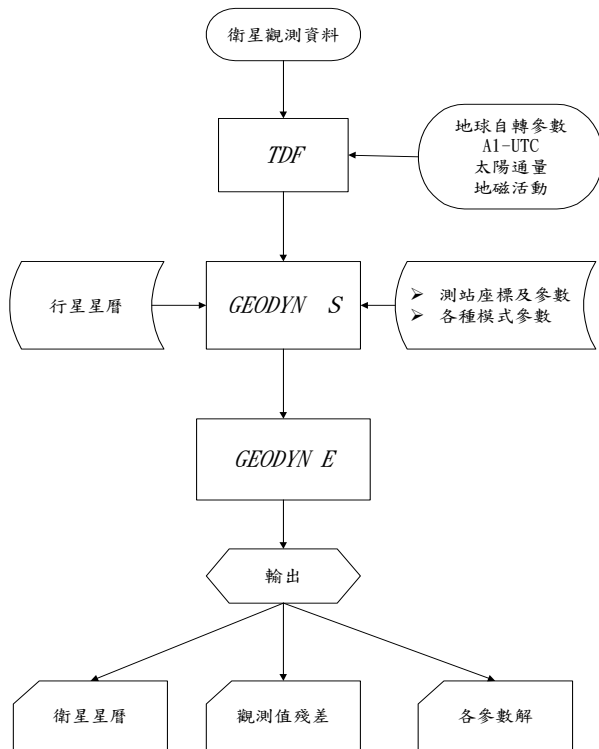 衛星觀測資料
TDF
地球自轉參數
A1-UTC
太陽通量
地磁活動
行星星曆
GEODYN S
➢ 測站座標及參數
➢ 各種模式參數
GEODYN E
輸出
衛星星曆
觀測值殘差
各參數解